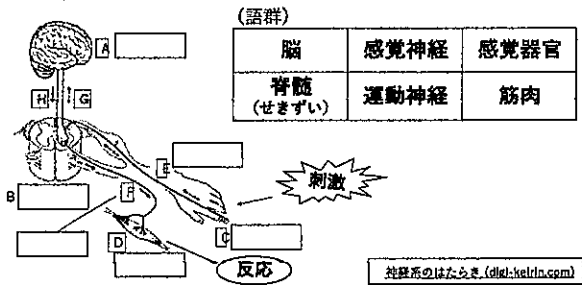 (語群)
脳 感覚神経 感覚器官
脊髄 運動神経 筋肉
(せきずい)
A
H G
E
刺激
B
F
C
D
反応
神経系のはたらき (digi-keirin.com)